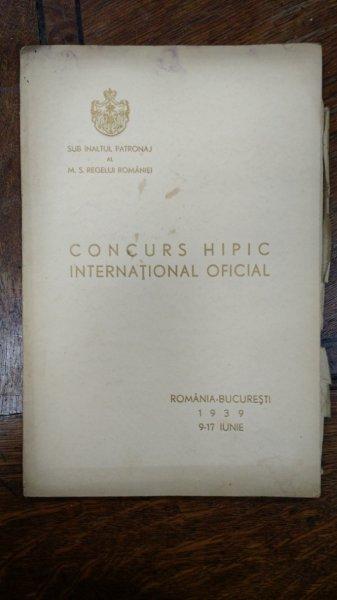 SUB ÎNALTUL PATRONAJ
AL
M. S. REGELUI ROMÂNIEI
CONCURS HIPIC
INTERNAȚIONAL OFICIAL
ROMÂNIA-BUCUREȘTI
1939
9-17 IUNIE